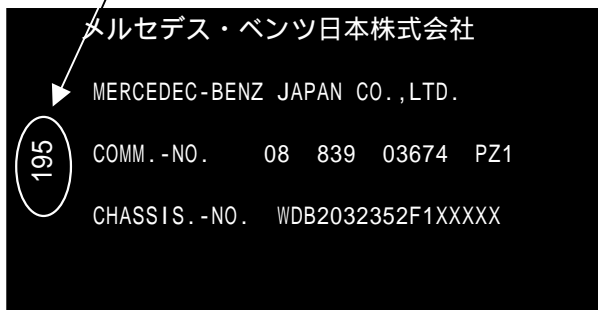 メルセデス・ベンツ日本株式会社
MERCEDEC-BENZ JAPAN CO.,LTD.
195
COMM.-NO. 08 839 03674 PZ1
CHASSIS.-NO. WDB2032352F1XXXXX